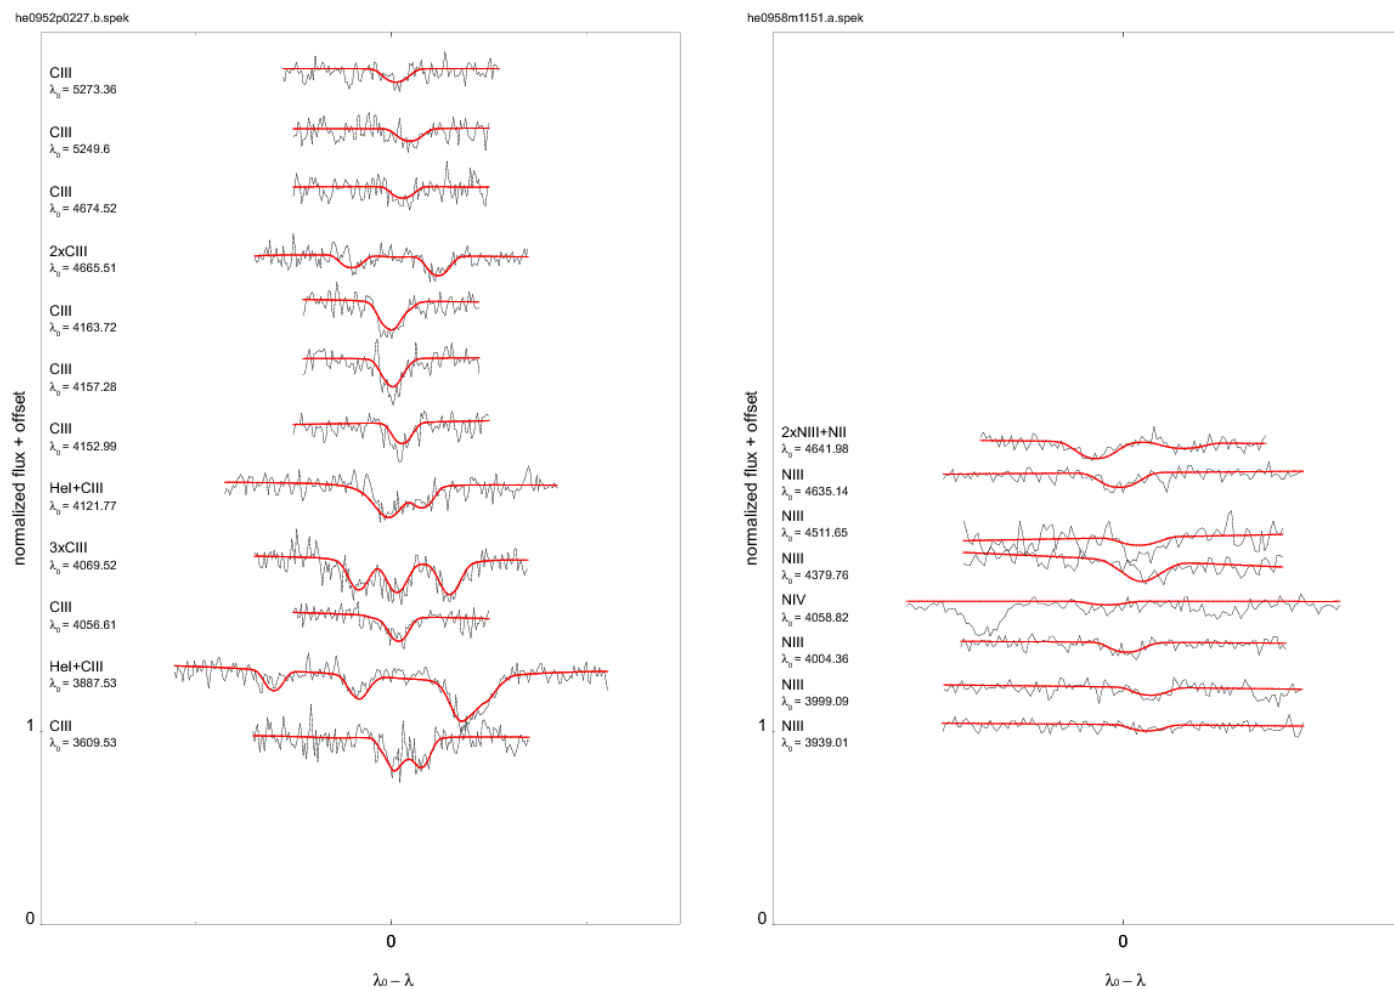 he0952p0227.b.spek
CIII
λ₀ = 5273.36
CIII
λ₀ = 5249.6
CIII
λ₀ = 4674.52
2xCIII
λ₀ = 4665.51
CIII
λ₀ = 4163.72
CIII
λ₀ = 4157.28
CIII
λ₀ = 4152.99
HeI+CIII
λ₀ = 4121.77
3xCIII
λ₀ = 4069.52
CIII
λ₀ = 4056.61
HeI+CIII
λ₀ = 3887.53
CIII
λ₀ = 3609.53
normalized flux + offset
1
0
0
λ₀ – λ
he0958m1151.a.spek
2xNIII+NII
λ₀ = 4641.98
NIII
λ₀ = 4635.14
NIII
λ₀ = 4511.65
NIII
λ₀ = 4379.76
NIV
λ₀ = 4058.82
NIII
λ₀ = 4004.36
NIII
λ₀ = 3999.09
NIII
λ₀ = 3939.01
normalized flux + offset
1
0
0
λ₀ – λ